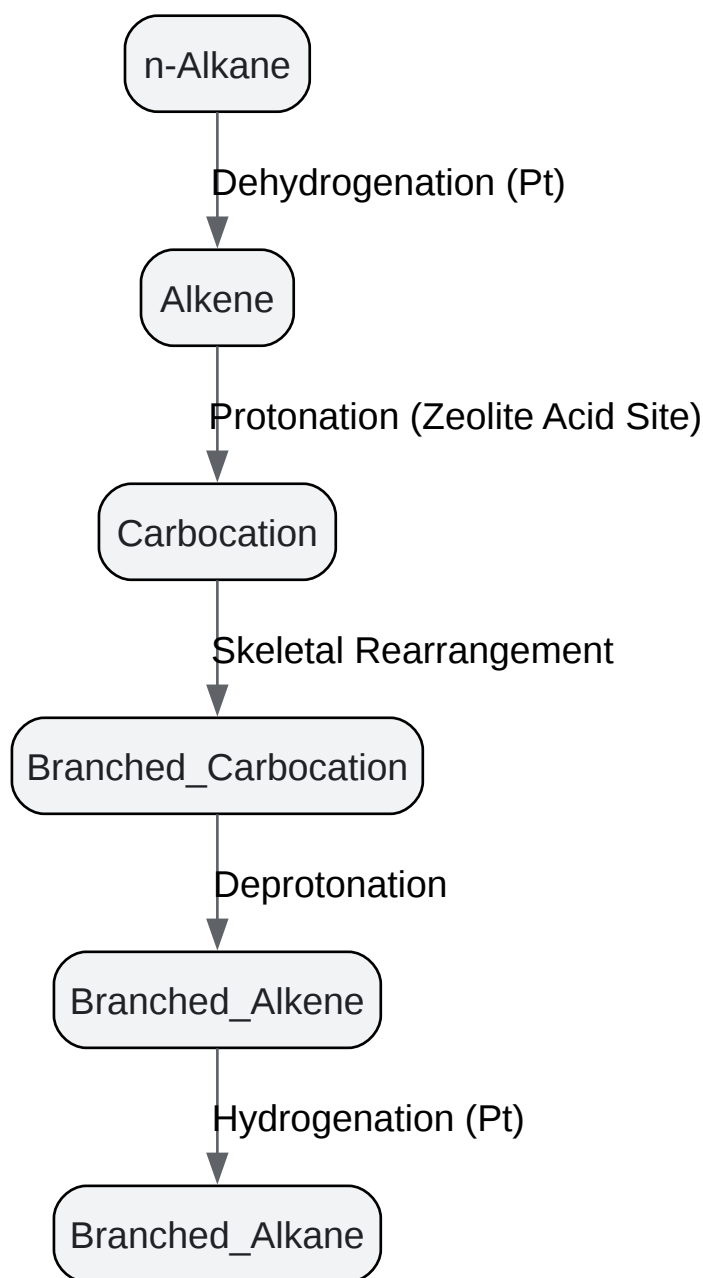 n-Alkane
Dehydrogenation (Pt)
Alkene
Protonation (Zeolite Acid Site)
Carbocation
Skeletal Rearrangement
Branched_Carbocation
Deprotonation
Branched_Alkene
Hydrogenation (Pt)
Branched_Alkane